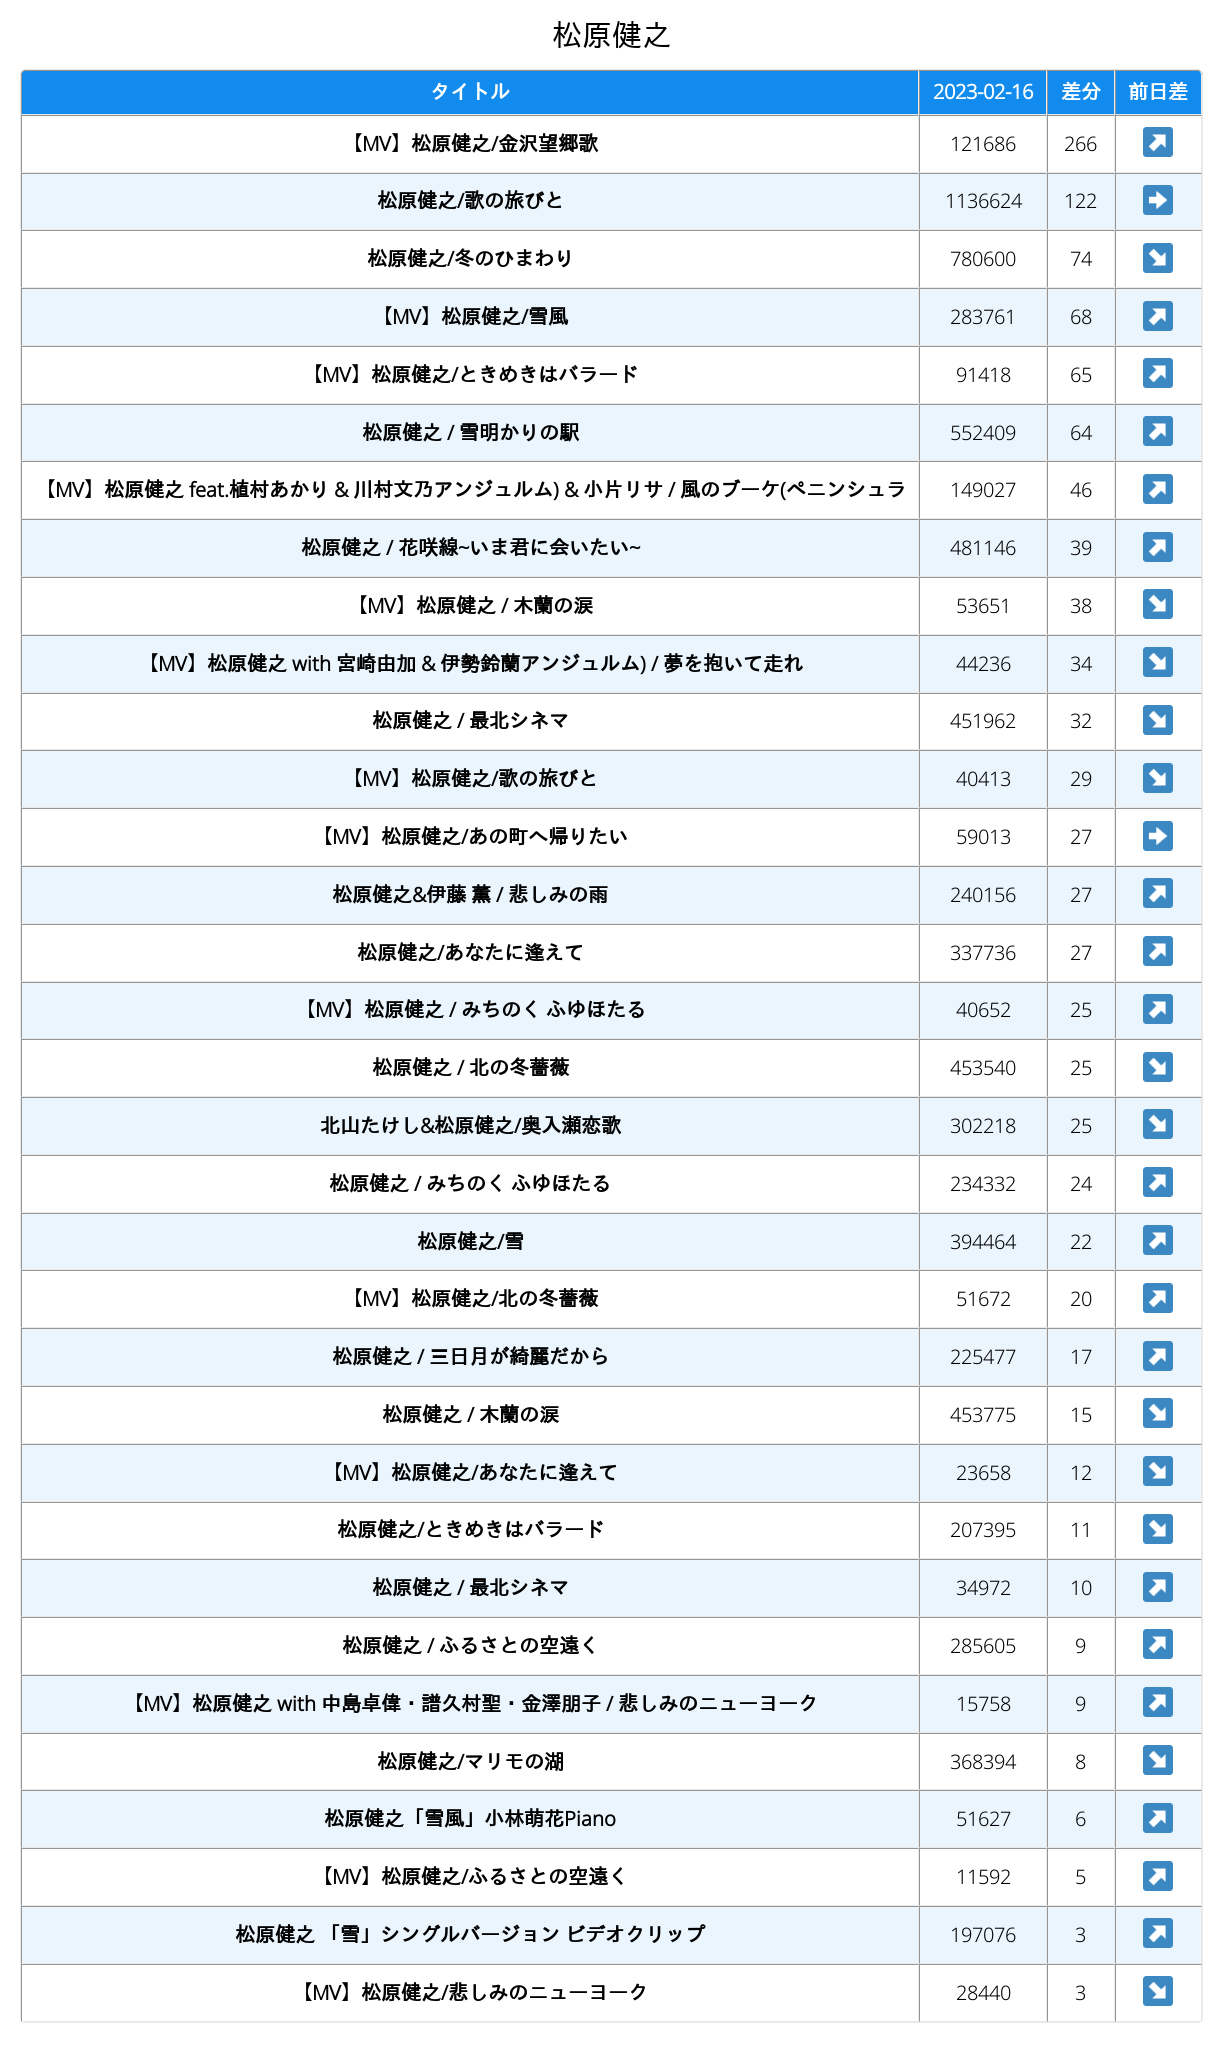 松原健之
タイトル 2023-02-16 差分 前日差
【MV】松原健之/金沢望郷歌 121686 266
松原健之/歌の旅びと 1136624 122
松原健之/冬のひまわり 780600 74
【MV】松原健之/雪風 283761 68
【MV】松原健之/ときめきはバラード 91418 65
松原健之 / 雪明かりの駅 552409 64
【MV】松原健之 feat.植村あかり & 川村文乃アンジュルム) & 小片リサ / 風のブーケ(ペニンシュラ 149027 46
松原健之 / 花咲線~いま君に会いたい~ 481146 39
【MV】松原健之 / 木蘭の涙 53651 38
【MV】松原健之 with 宮崎由加 & 伊勢鈴蘭アンジュルム) / 夢を抱いて走れ 44236 34
松原健之 / 最北シネマ 451962 32
【MV】松原健之/歌の旅びと 40413 29
【MV】松原健之/あの町へ帰りたい 59013 27
松原健之&伊藤 薫 / 悲しみの雨 240156 27
松原健之/あなたに逢えて 337736 27
【MV】松原健之 / みちのく ふゆほたる 40652 25
松原健之 / 北の冬薔薇 453540 25
北山たけし&松原健之/奥入瀬恋歌 302218 25
松原健之 / みちのく ふゆほたる 234332 24
松原健之/雪 394464 22
【MV】松原健之/北の冬薔薇 51672 20
松原健之 / 三日月が綺麗だから 225477 17
松原健之 / 木蘭の涙 453775 15
【MV】松原健之/あなたに逢えて 23658 12
松原健之/ときめきはバラード 207395 11
松原健之 / 最北シネマ 34972 10
松原健之 / ふるさとの空遠く 285605 9
【MV】松原健之 with 中島卓偉・譜久村聖・金澤朋子 / 悲しみのニューヨーク 15758 9
松原健之/マリモの湖 368394 8
松原健之「雪風」小林萌花Piano 51627 6
【MV】松原健之/ふるさとの空遠く 11592 5
松原健之 「雪」シングルバージョン ビデオクリップ 197076 3
【MV】松原健之/悲しみのニューヨーク 28440 3